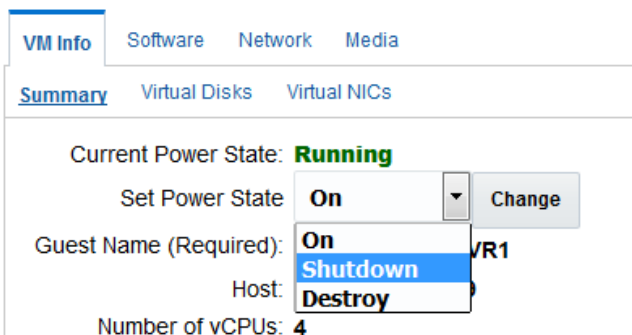 VM Info Software Network Media
Summary Virtual Disks Virtual NICs
Current Power State: Running
Set Power State On Change
Guest Name (Required): On VR1
Shutdown
Host:
Destroy
Number of vCPUs: 4